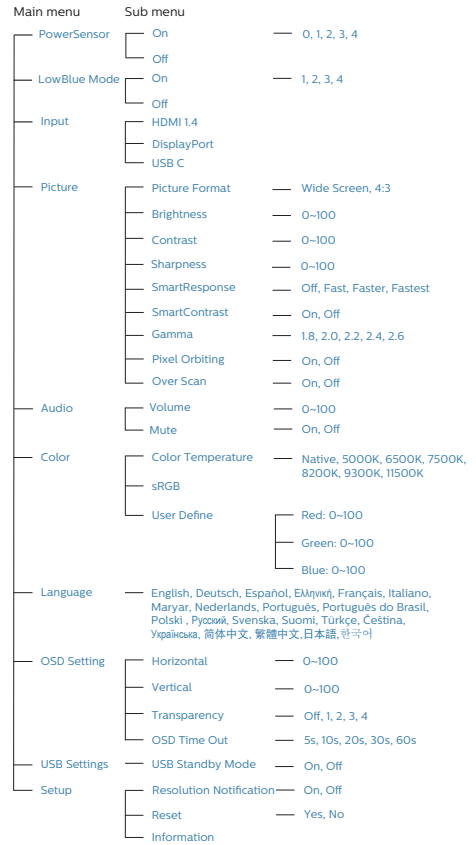 Main menu Sub menu
PowerSensor On 0, 1, 2, 3, 4
Off
LowBlue Mode On 1, 2, 3, 4
Off
Input HDMI 1.4
DisplayPort
USB C
Picture Picture Format Wide Screen, 4:3
Brightness 0~100
Contrast 0~100
Sharpness 0~100
SmartResponse Off, Fast, Faster, Fastest
SmartContrast On, Off
Gamma 1.8, 2.0, 2.2, 2.4, 2.6
Pixel Orbiting On, Off
Over Scan On, Off
Audio Volume 0~100
Mute On, Off
Color Color Temperature Native, 5000K, 6500K, 7500K,
8200K, 9300K, 11500K
sRGB
User Define Red: 0~100
Green: 0~100
Blue: 0~100
Language English, Deutsch, Español, Ελληνική, Français, Italiano,
Maryar, Nederlands, Português, Português do Brasil,
Polski , Русский, Svenska, Suomi, Türkçe, Čeština,
Українська, 简体中文, 繁體中文,日本語,한국어
OSD Setting Horizontal 0~100
Vertical 0~100
Transparency Off, 1, 2, 3, 4
OSD Time Out 5s, 10s, 20s, 30s, 60s
USB Settings USB Standby Mode On, Off
Setup Resolution Notification On, Off
Reset Yes, No
Information